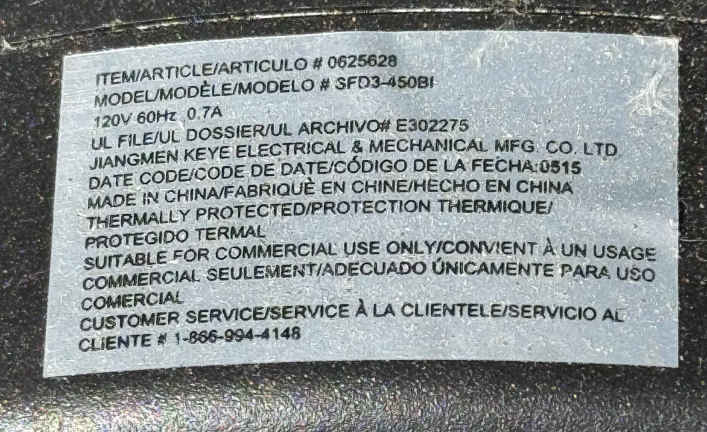 ITEM/ARTICLE/ARTICULO # 0625628
MODEL/MODÈLE/MODELO # SFD3-450BI
120V 60Hz 0.7A
UL FILE/UL DOSSIER/UL ARCHIVO# E302275
JIANGMEN KEYE ELECTRICAL & MECHANICAL MFG. CO. LTD
DATE CODE/CODE DE DATE/CÓDIGO DE LA FECHA:0515
MADE IN CHINA/FABRIQUÉ EN CHINE/HECHO EN CHINA
THERMALLY PROTECTED/PROTECTION THERMIQUE/
PROTEGIDO TERMAL
SUITABLE FOR COMMERCIAL USE ONLY/CONVIENT À UN USAGE
COMMERCIAL SEULEMENT/ADECUADO ÚNICAMENTE PARA USO
COMERCIAL
CUSTOMER SERVICE/SERVICE À LA CLIENTELE/SERVICIO AL
CLIENTE # 1-866-994-4148